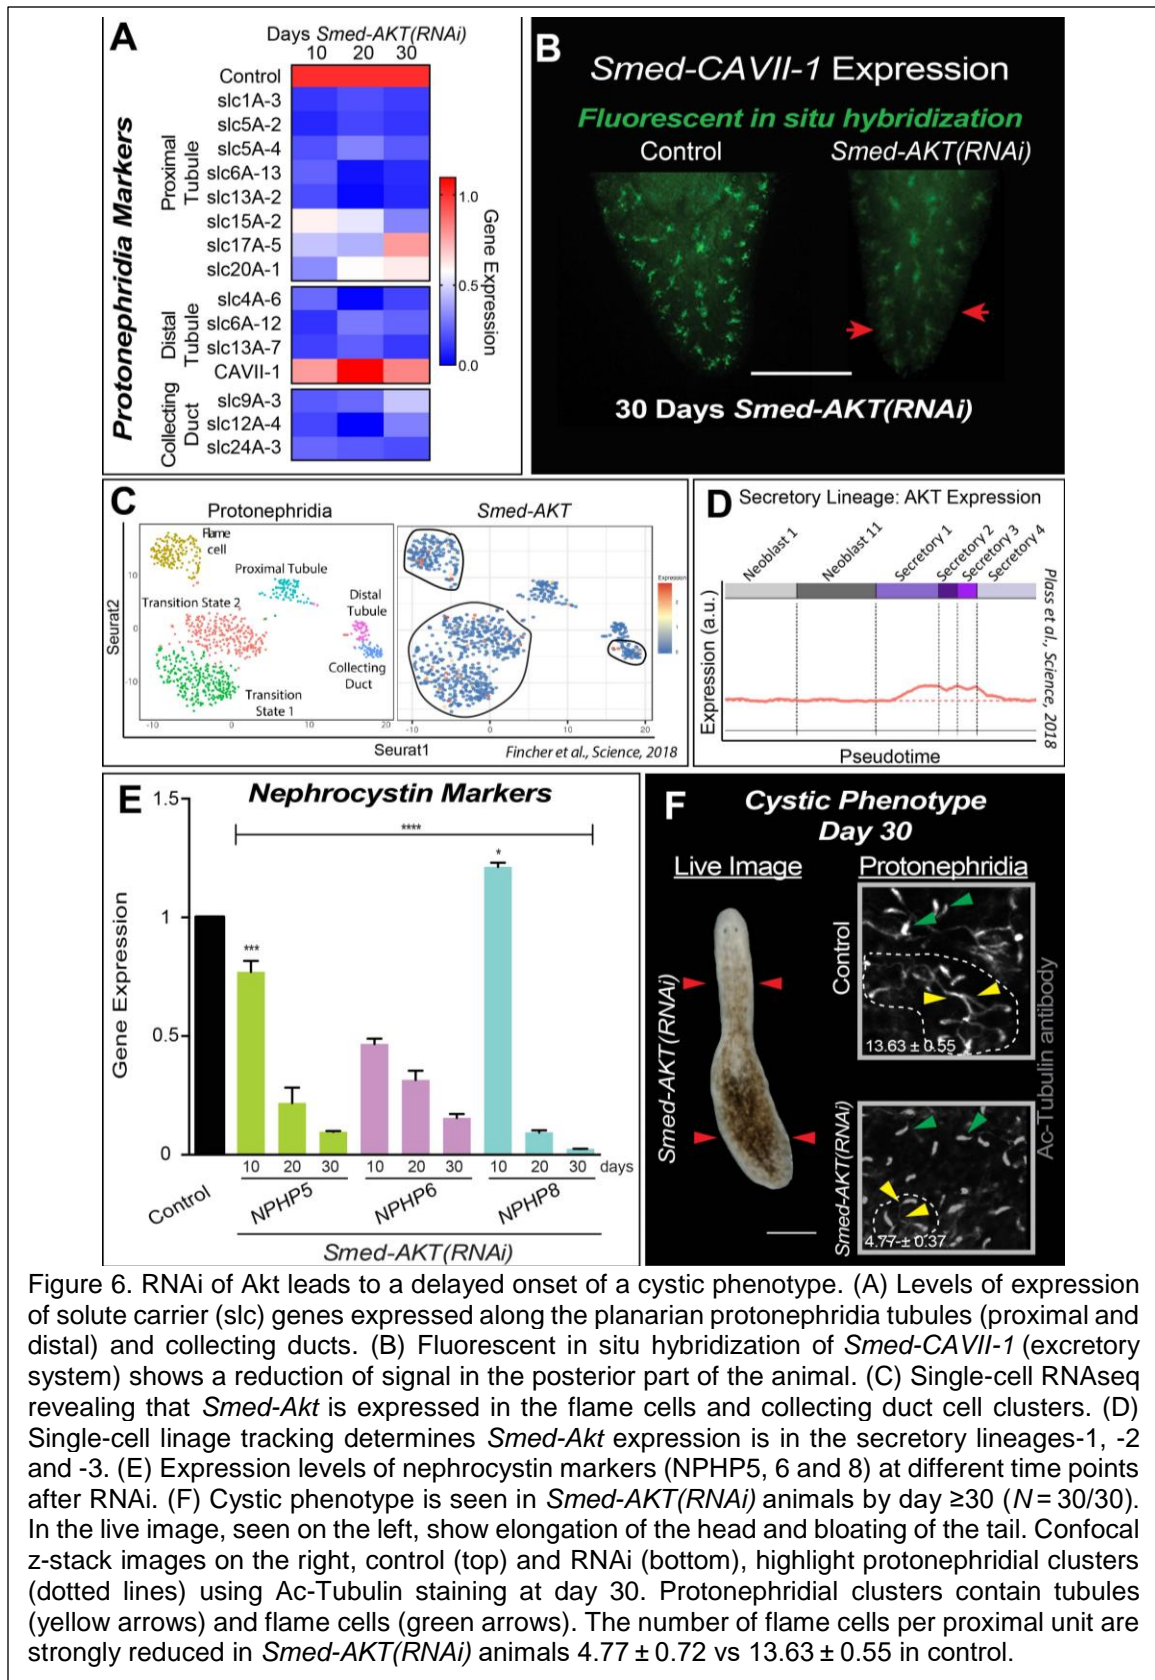 A
Days Smed-AKT(RNAi)
10 20 30
Protonephridia Markers
Control
Proximal Tubule
slc1A-3
slc5A-2
slc5A-4
slc6A-13
slc13A-2
slc15A-2
slc17A-5
slc20A-1
Distal Tubule
slc4A-6
slc6A-12
slc13A-7
CAVII-1
Collecting Duct
slc9A-3
slc12A-4
slc24A-3
1.0
0.5
0.0
Gene Expression
B
Smed-CAVII-1 Expression
Fluorescent in situ hybridization
Control Smed-AKT(RNAi)
30 Days Smed-AKT(RNAi)
C
Protonephridia
Smed-AKT
Flame cell
Proximal Tubule
Distal Tubule
Transition State 2
Collecting Duct
Transition State 1
Seurat2
10
0
-10
-10 0 10 20
-10 0 10 20
Expression
Seurat1
Fincher et al., Science, 2018
D
Secretory Lineage: AKT Expression
Neoblast 1
Neoblast 11
Secretory 1
Secretory 2
Secretory 3
Secretory 4
Expression (a.u.)
Pseudotime
Plass et al., Science, 2018
E
Nephrocystin Markers
1.5
1
0.5
0
Gene Expression
****
***
*
10 20 30 10 20 30 10 20 30 days
Control
NPHP5
NPHP6
NPHP8
Smed-AKT(RNAi)
F
Cystic Phenotype
Day 30
Live Image
Protonephridia
Smed-AKT(RNAi)
Control
13.63 ± 0.55
Smed-AKT(RNAi)
4.77 ± 0.37
Ac-Tubulin antibody
Figure 6. RNAi of Akt leads to a delayed onset of a cystic phenotype. (A) Levels of expression
of solute carrier (slc) genes expressed along the planarian protonephridia tubules (proximal and
distal) and collecting ducts. (B) Fluorescent in situ hybridization of Smed-CAVII-1 (excretory
system) shows a reduction of signal in the posterior part of the animal. (C) Single-cell RNAseq
revealing that Smed-Akt is expressed in the flame cells and collecting duct cell clusters. (D)
Single-cell linage tracking determines Smed-Akt expression is in the secretory lineages-1, -2
and -3. (E) Expression levels of nephrocystin markers (NPHP5, 6 and 8) at different time points
after RNAi. (F) Cystic phenotype is seen in Smed-AKT(RNAi) animals by day ≥30 (N = 30/30).
In the live image, seen on the left, show elongation of the head and bloating of the tail. Confocal
z-stack images on the right, control (top) and RNAi (bottom), highlight protonephridial clusters
(dotted lines) using Ac-Tubulin staining at day 30. Protonephridial clusters contain tubules
(yellow arrows) and flame cells (green arrows). The number of flame cells per proximal unit are
strongly reduced in Smed-AKT(RNAi) animals 4.77 ± 0.72 vs 13.63 ± 0.55 in control.